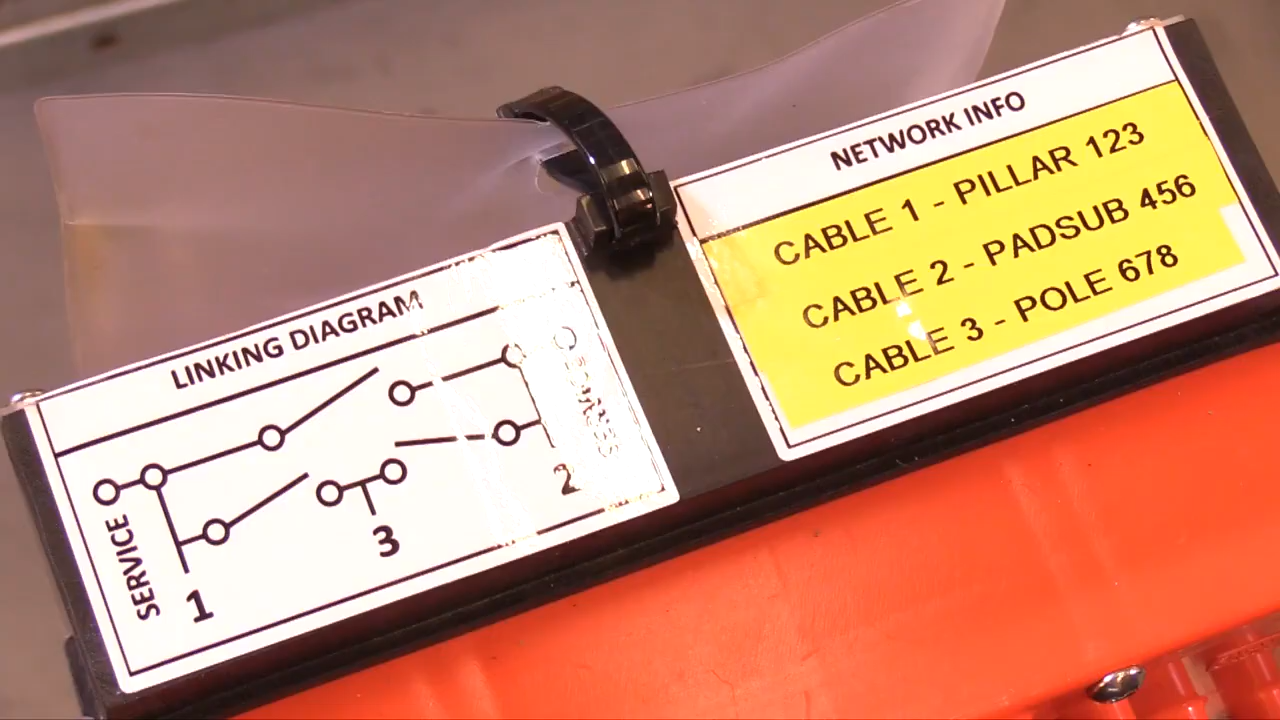 LINKING DIAGRAM
SERVICE
1
3
2
NETWORK INFO
CABLE 1 - PILLAR 123
CABLE 2 - PADSUB 456
CABLE 3 - POLE 678